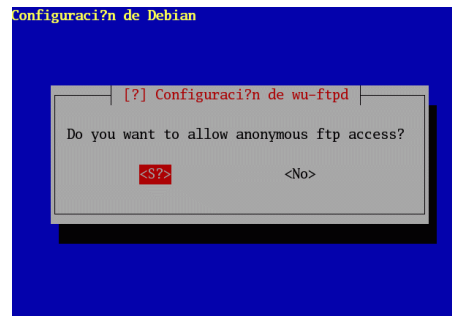 Configuraci?n de Debian
[?] Configuraci?n de wu-ftpd
Do you want to allow anonymous ftp access?
<S?> <No>